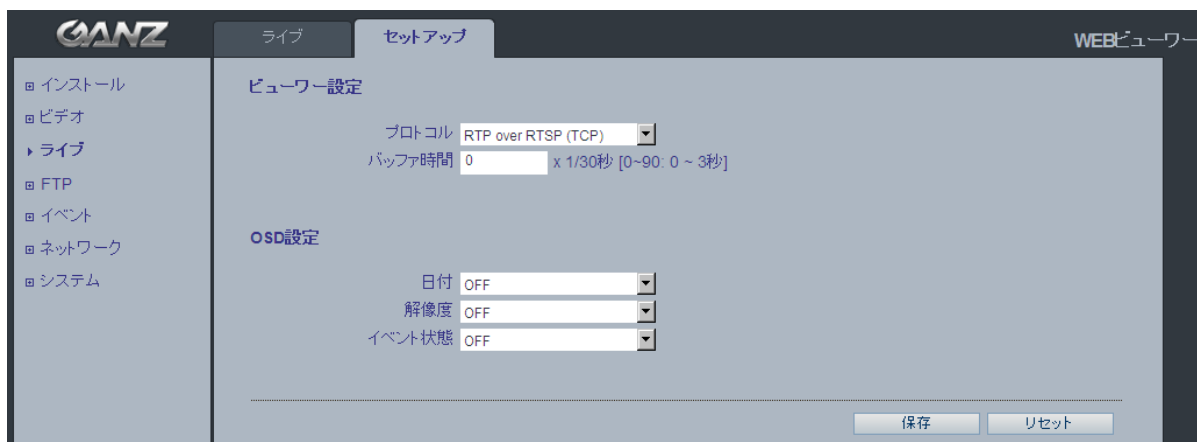 GANZ
ライブ
セットアップ
WEBビューワー
インストール
ビデオ
ライブ
FTP
イベント
ネットワーク
システム
ビューワー設定
プロトコル RTP over RTSP (TCP)
バッファ時間 0 x 1/30秒 [0~90: 0 ~ 3秒]
OSD設定
日付 OFF
解像度 OFF
イベント状態 OFF
保存
リセット